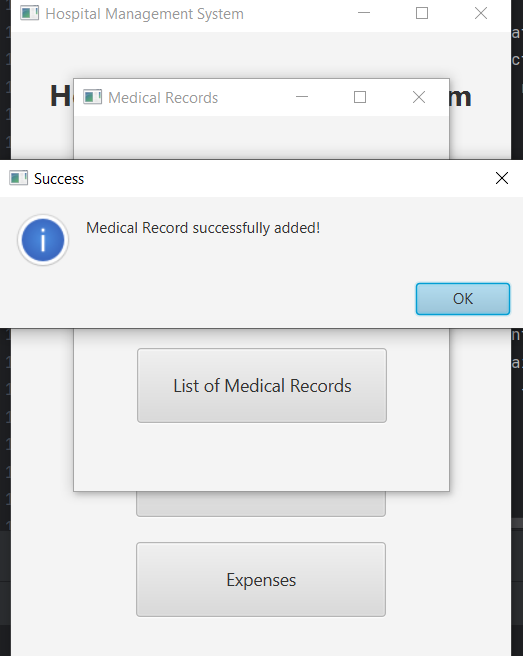 Hospital Management System
Medical Records
Success
Medical Record successfully added!
OK
List of Medical Records
Expenses